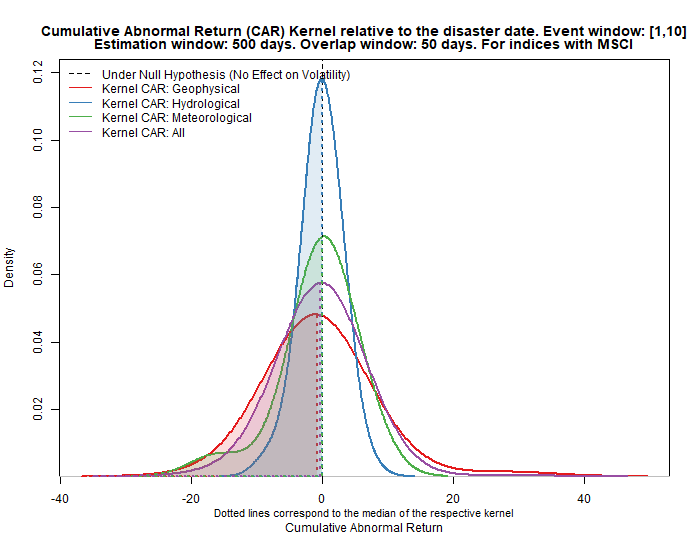 Cumulative Abnormal Return (CAR) Kernel relative to the disaster date. Event window: [1,10]
Estimation window: 500 days. Overlap window: 50 days. For indices with MSCI
Under Null Hypothesis (No Effect on Volatility)
Kernel CAR: Geophysical
Kernel CAR: Hydrological
Kernel CAR: Meteorological
Kernel CAR: All
0.12
0.10
0.08
0.06
0.04
0.02
Density
-40
-20
0
20
40
Dotted lines correspond to the median of the respective kernel
Cumulative Abnormal Return